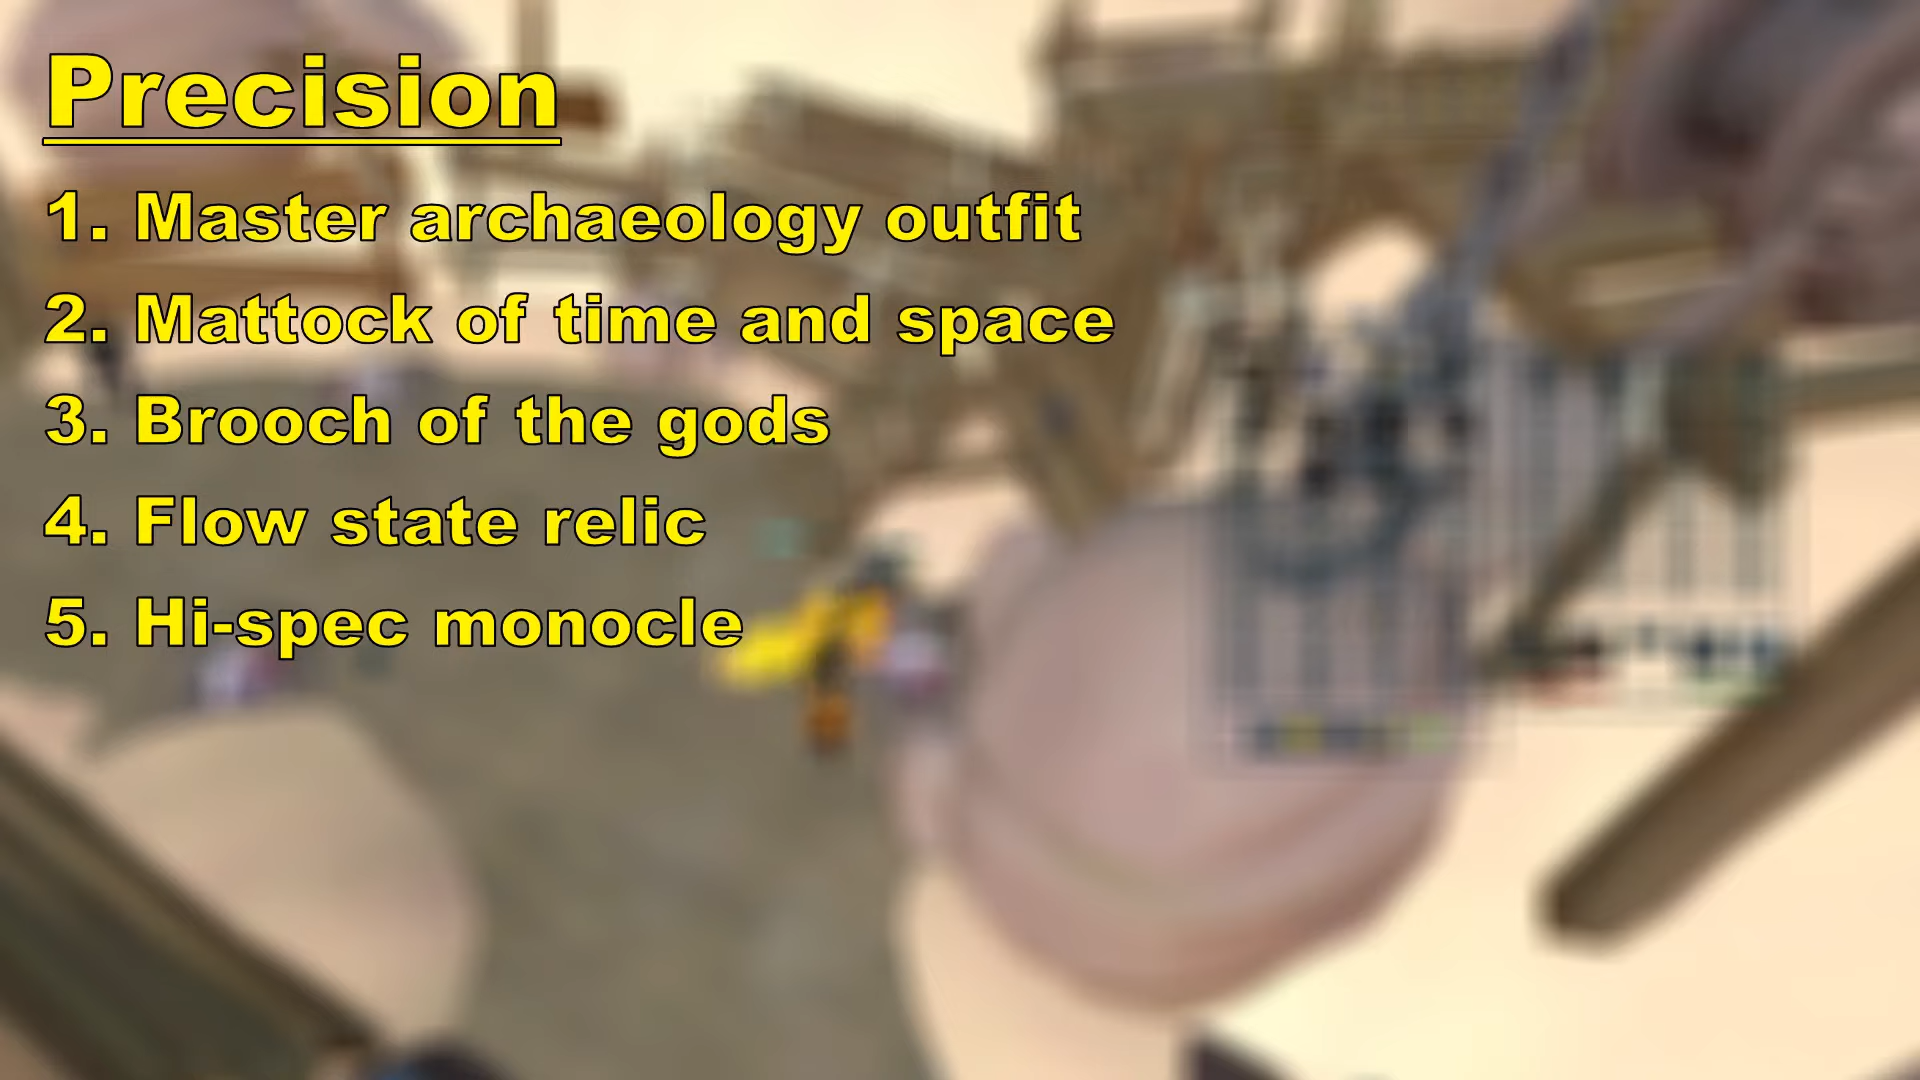 Precision
1. Master archaeology outfit
2. Mattock of time and space
3. Brooch of the gods
4. Flow state relic
5. Hi-spec monocle